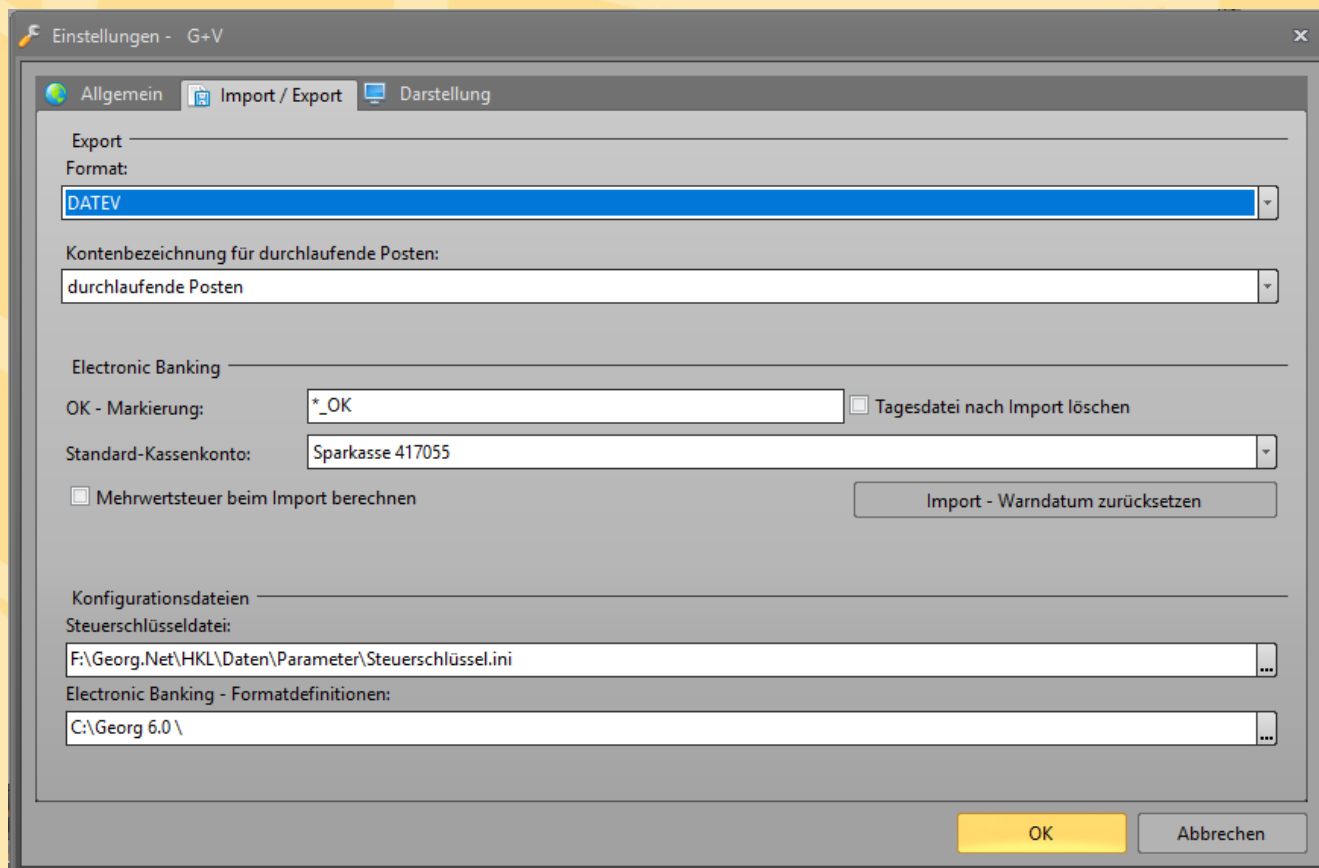 Einstellungen - G+V
Allgemein
Import / Export
Darstellung
Export
Format:
DATEV
Kontenbezeichnung für durchlaufende Posten:
durchlaufende Posten
Electronic Banking
OK - Markierung:
*_OK
Tagesdatei nach Import löschen
Standard-Kassenkonto:
Sparkasse 417055
Mehrwertsteuer beim Import berechnen
Import - Warndatum zurücksetzen
Konfigurationsdateien
Steuerschlüsseldatei:
F:\Georg.Net\HKL\Daten\Parameter\Steuerschlüssel.ini
...
Electronic Banking - Formatdefinitionen:
C:\Georg 6.0 \
...
OK
Abbrechen